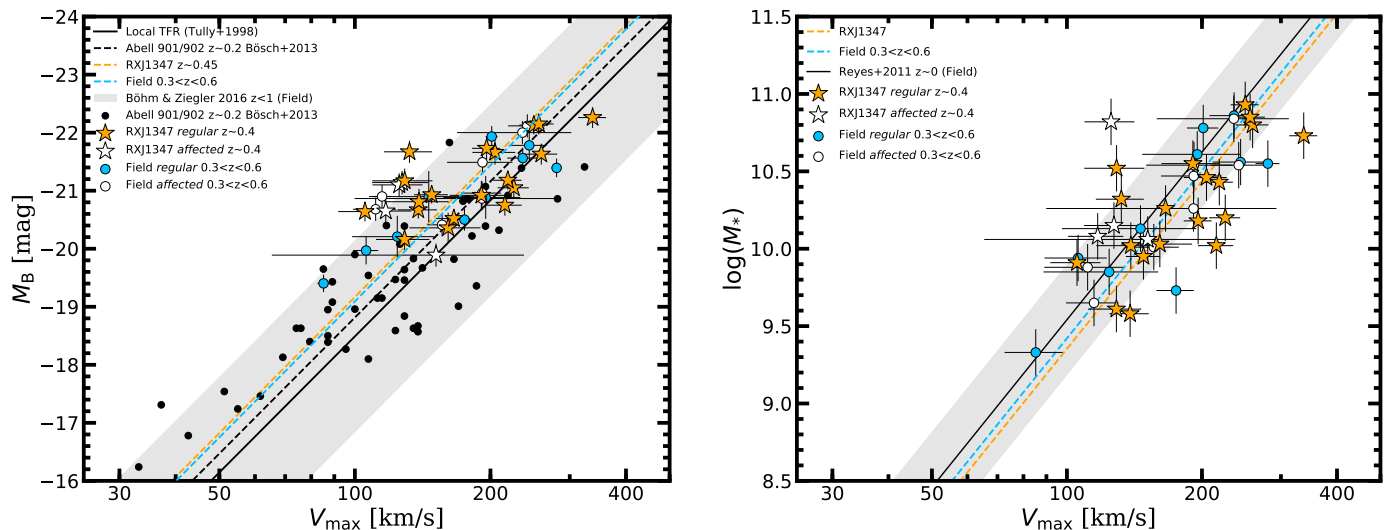 −24
−23
−22
−21
−20
−19
−18
−17
−16
M_B [mag]
Local TFR (Tully+1998)
Abell 901/902 z~0.2 Bösch+2013
RXJ1347 z~0.45
Field 0.3<z<0.6
Böhm & Ziegler 2016 z<1 (Field)
Abell 901/902 z~0.2 Bösch+2013
RXJ1347 regular z~0.4
RXJ1347 affected z~0.4
Field regular 0.3<z<0.6
Field affected 0.3<z<0.6
30 100 200 400
V_max [km/s]
11.5
11.0
10.5
10.0
9.5
9.0
8.5
log(M_*)
RXJ1347
Field 0.3<z<0.6
Reyes+2011 z~0 (Field)
RXJ1347 regular z~0.4
RXJ1347 affected z~0.4
Field regular 0.3<z<0.6
Field affected 0.3<z<0.6
30 100 200 400
V_max [km/s]